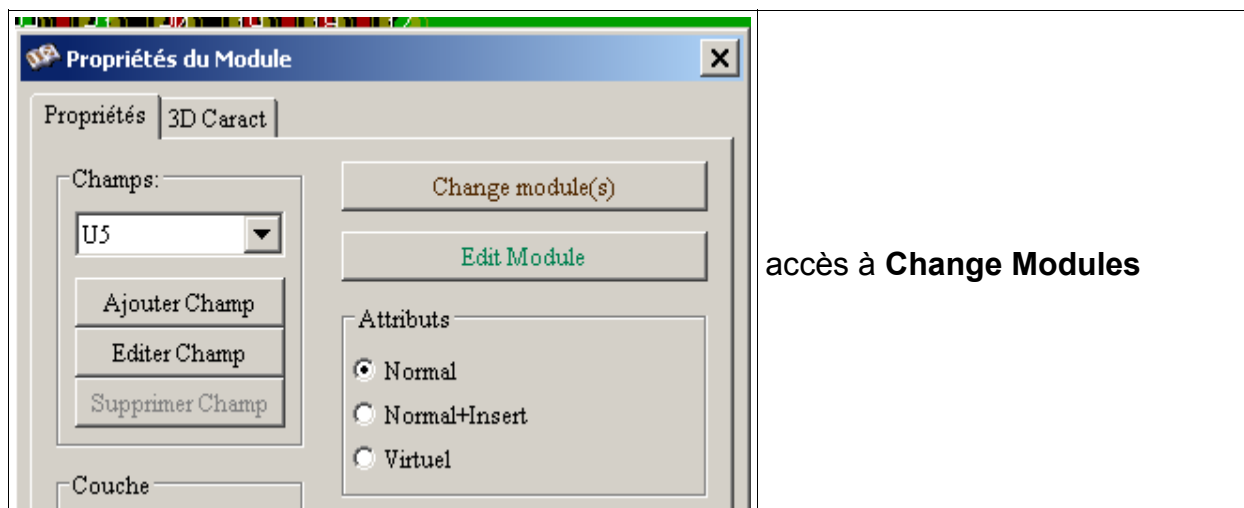 Propriétés du Module
Propriétés
3D Caract
Champs:
U5
Ajouter Champ
Editer Champ
Supprimer Champ
Couche
Change module(s)
Edit Module
Attributs
Normal
Normal+Insert
Virtuel
accès à Change Modules